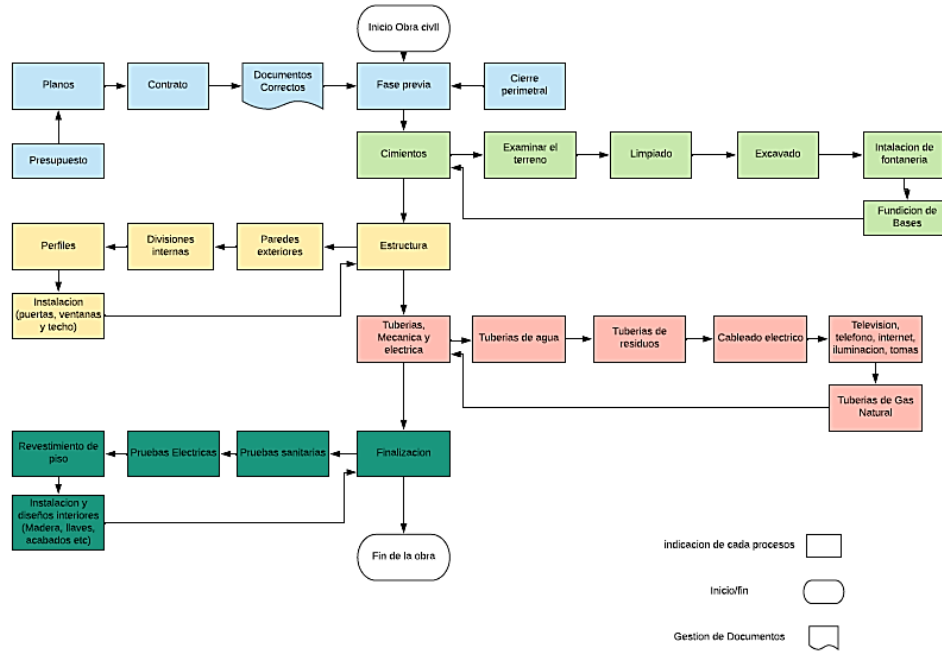 Inicio Obra civil
Planos
Contrato
Documentos
Correctos
Fase previa
Cierre
perimetral
Presupuesto
Cimientos
Examinar el
terreno
Limpiado
Excavado
Intalacion de
fontaneria
Fundicion de
Bases
Perfiles
Divisiones
internas
Paredes
exteriores
Estructura
Instalacion
(puertas, ventanas
y techo)
Tuberias,
Mecanica y
electrica
Tuberias de agua
Tuberias de
residuos
Cableado electrico
Television,
telefono, internet,
iluminacion, tomas
Tuberias de Gas
Natural
Revestimiento de
piso
Pruebas Electricas
Pruebas sanitarias
Finalizacion
Instalacion y
diseños interiores
(Madera, llaves,
acabados etc)
Fin de la obra
indicacion de cada procesos
Inicio/fin
Gestion de Documentos